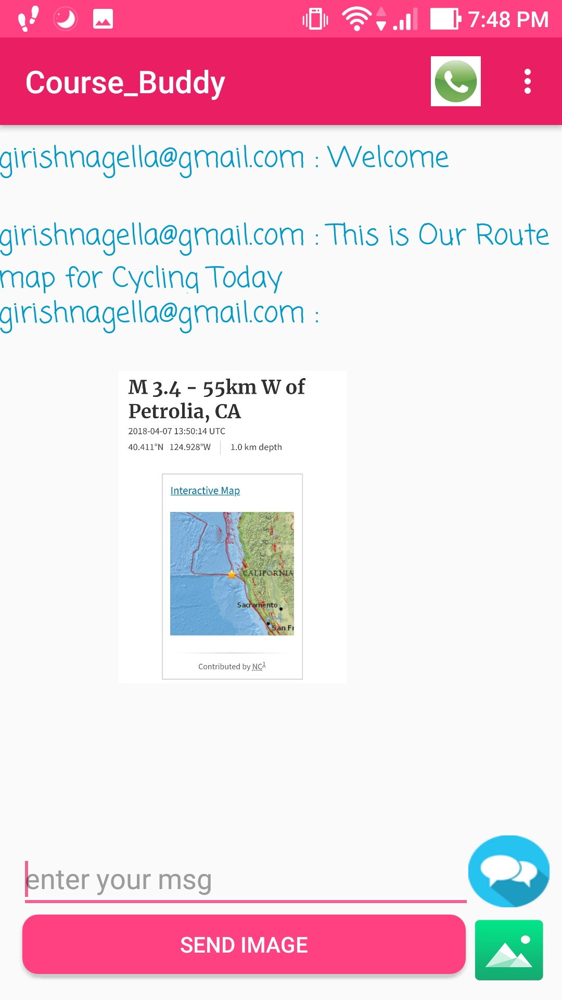 7:48 PM
Course_Buddy
girishnagella@gmail.com : Welcome
girishnagella@gmail.com : This is Our Route
map for Cycling Today
girishnagella@gmail.com :
M 3.4 - 55km W of
Petrolia, CA
2018-04-07 13:50:14 UTC
40.411°N 124.928°W 1.0 km depth
Interactive Map
CAS
CALIFORNIA
Sacramento
San Fr
Contributed by NC1
enter your msg
SEND IMAGE